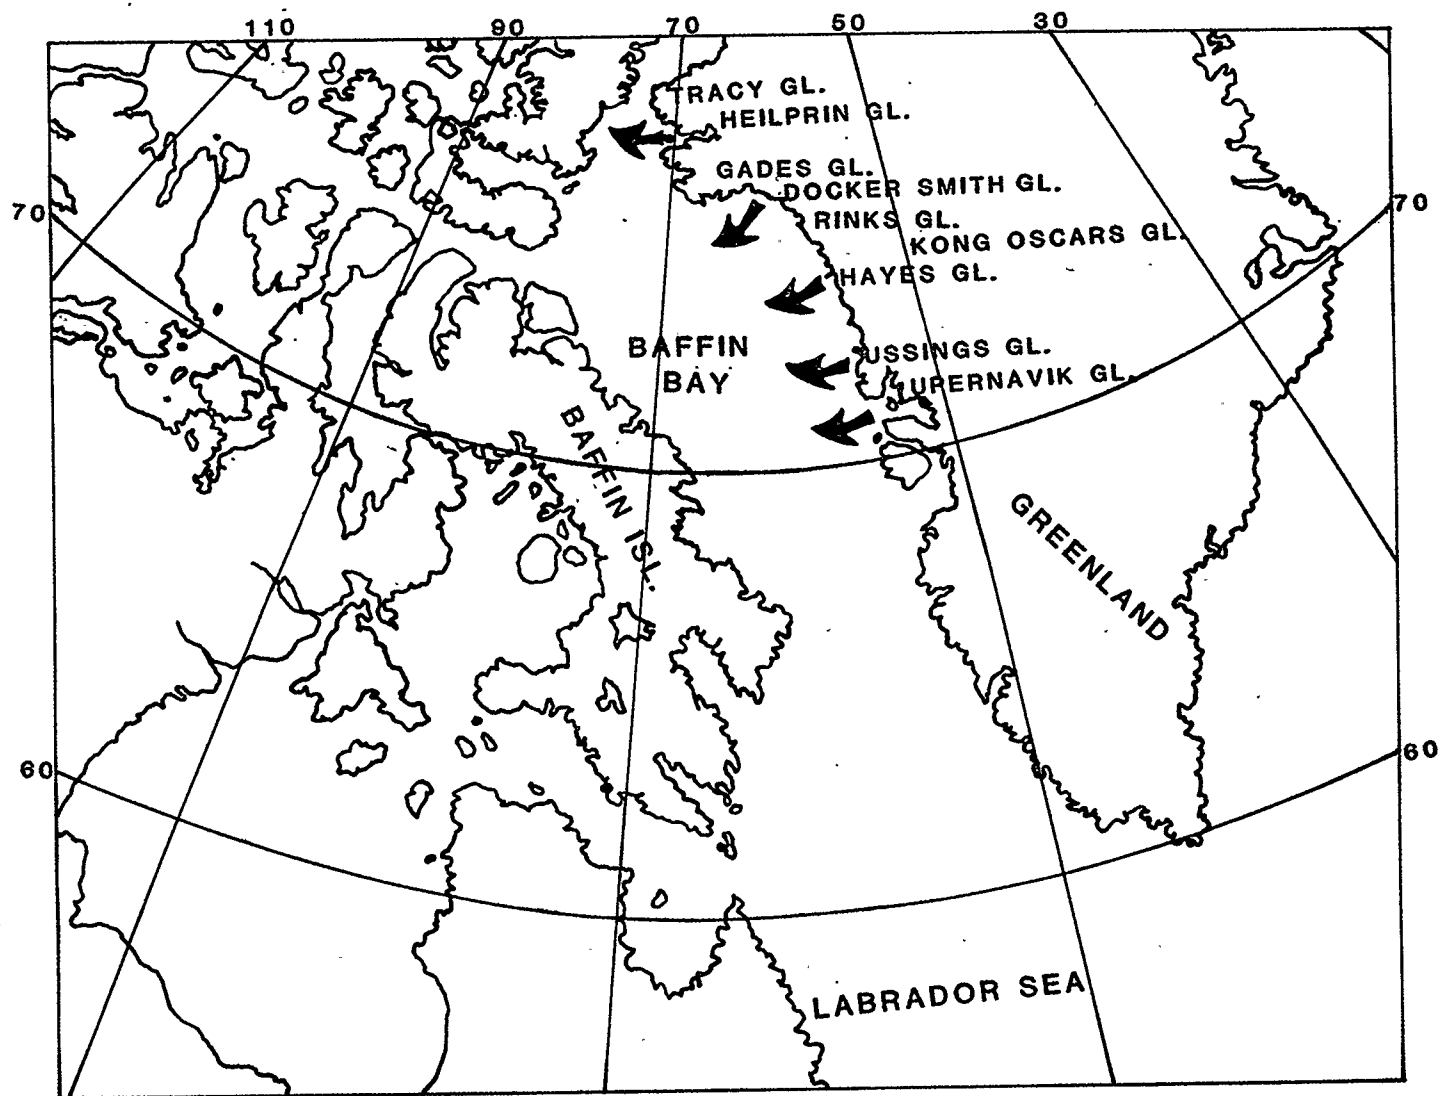 110 90 70 50 30
TRACY GL.
HEILPRIN GL.
GADES GL.
DOCKER SMITH GL.
70 RINKS GL. 70
KONG OSCARS GL.
HAYES GL.
BAFFIN
BAY
USSINGS GL.
UPERNAVIK GL.
BAFFIN ISL.
GREENLAND
60 60
LABRADOR SEA